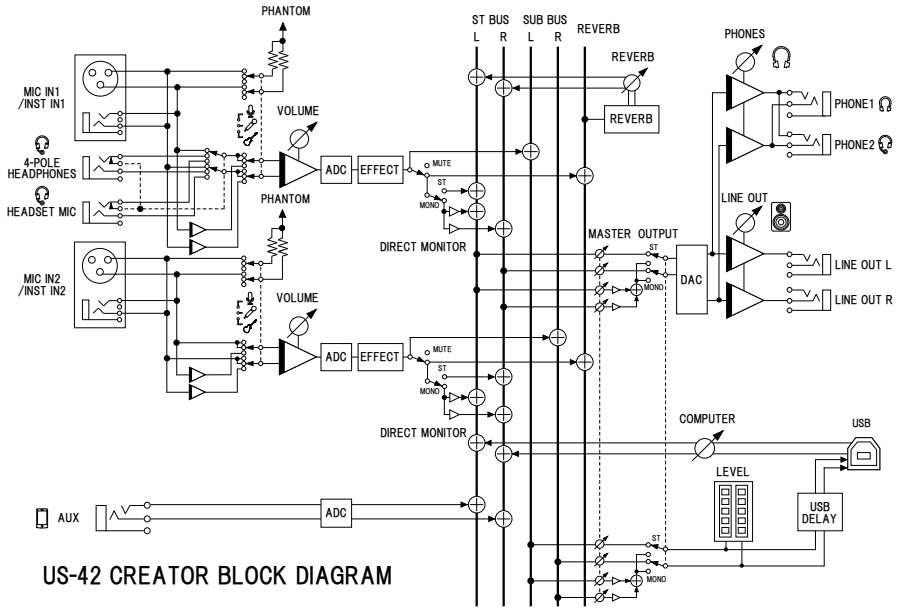 PHANTOM
ST BUS
SUB BUS
REVERB
L
R
L
R
PHONES
REVERB
MIC IN1
/INST IN1
VOLUME
REVERB
PHONE1
PHONE2
4-POLE
HEADPHONES
ADC
EFFECT
MUTE
ST
MONO
HEADSET MIC
PHANTOM
LINE OUT
DIRECT MONITOR
MASTER OUTPUT
ST
MONO
DAC
LINE OUT L
LINE OUT R
MIC IN2
/INST IN2
VOLUME
ADC
EFFECT
MUTE
ST
MONO
DIRECT MONITOR
COMPUTER
USB
LEVEL
AUX
ADC
USB
DELAY
ST
MONO
US-42 CREATOR BLOCK DIAGRAM